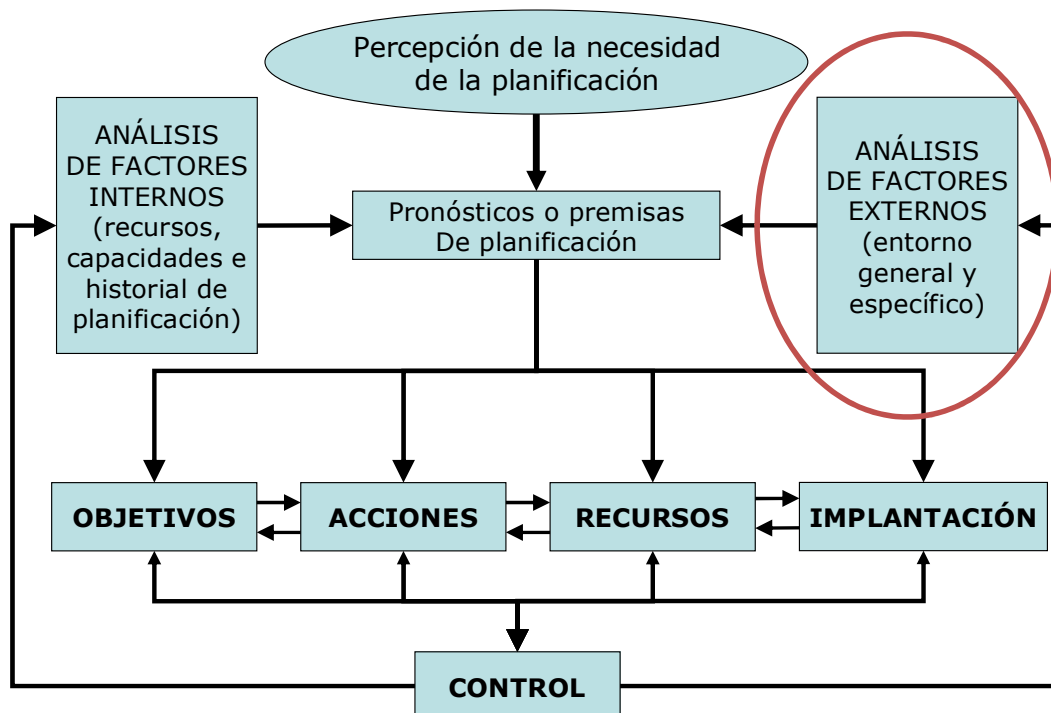 Percepción de la necesidad
de la planificación
ANÁLISIS
DE FACTORES
INTERNOS
(recursos,
capacidades e
historial de
planificación)
Pronósticos o premisas
De planificación
ANÁLISIS
DE FACTORES
EXTERNOS
(entorno
general y
específico)
OBJETIVOS
ACCIONES
RECURSOS
IMPLANTACIÓN
CONTROL